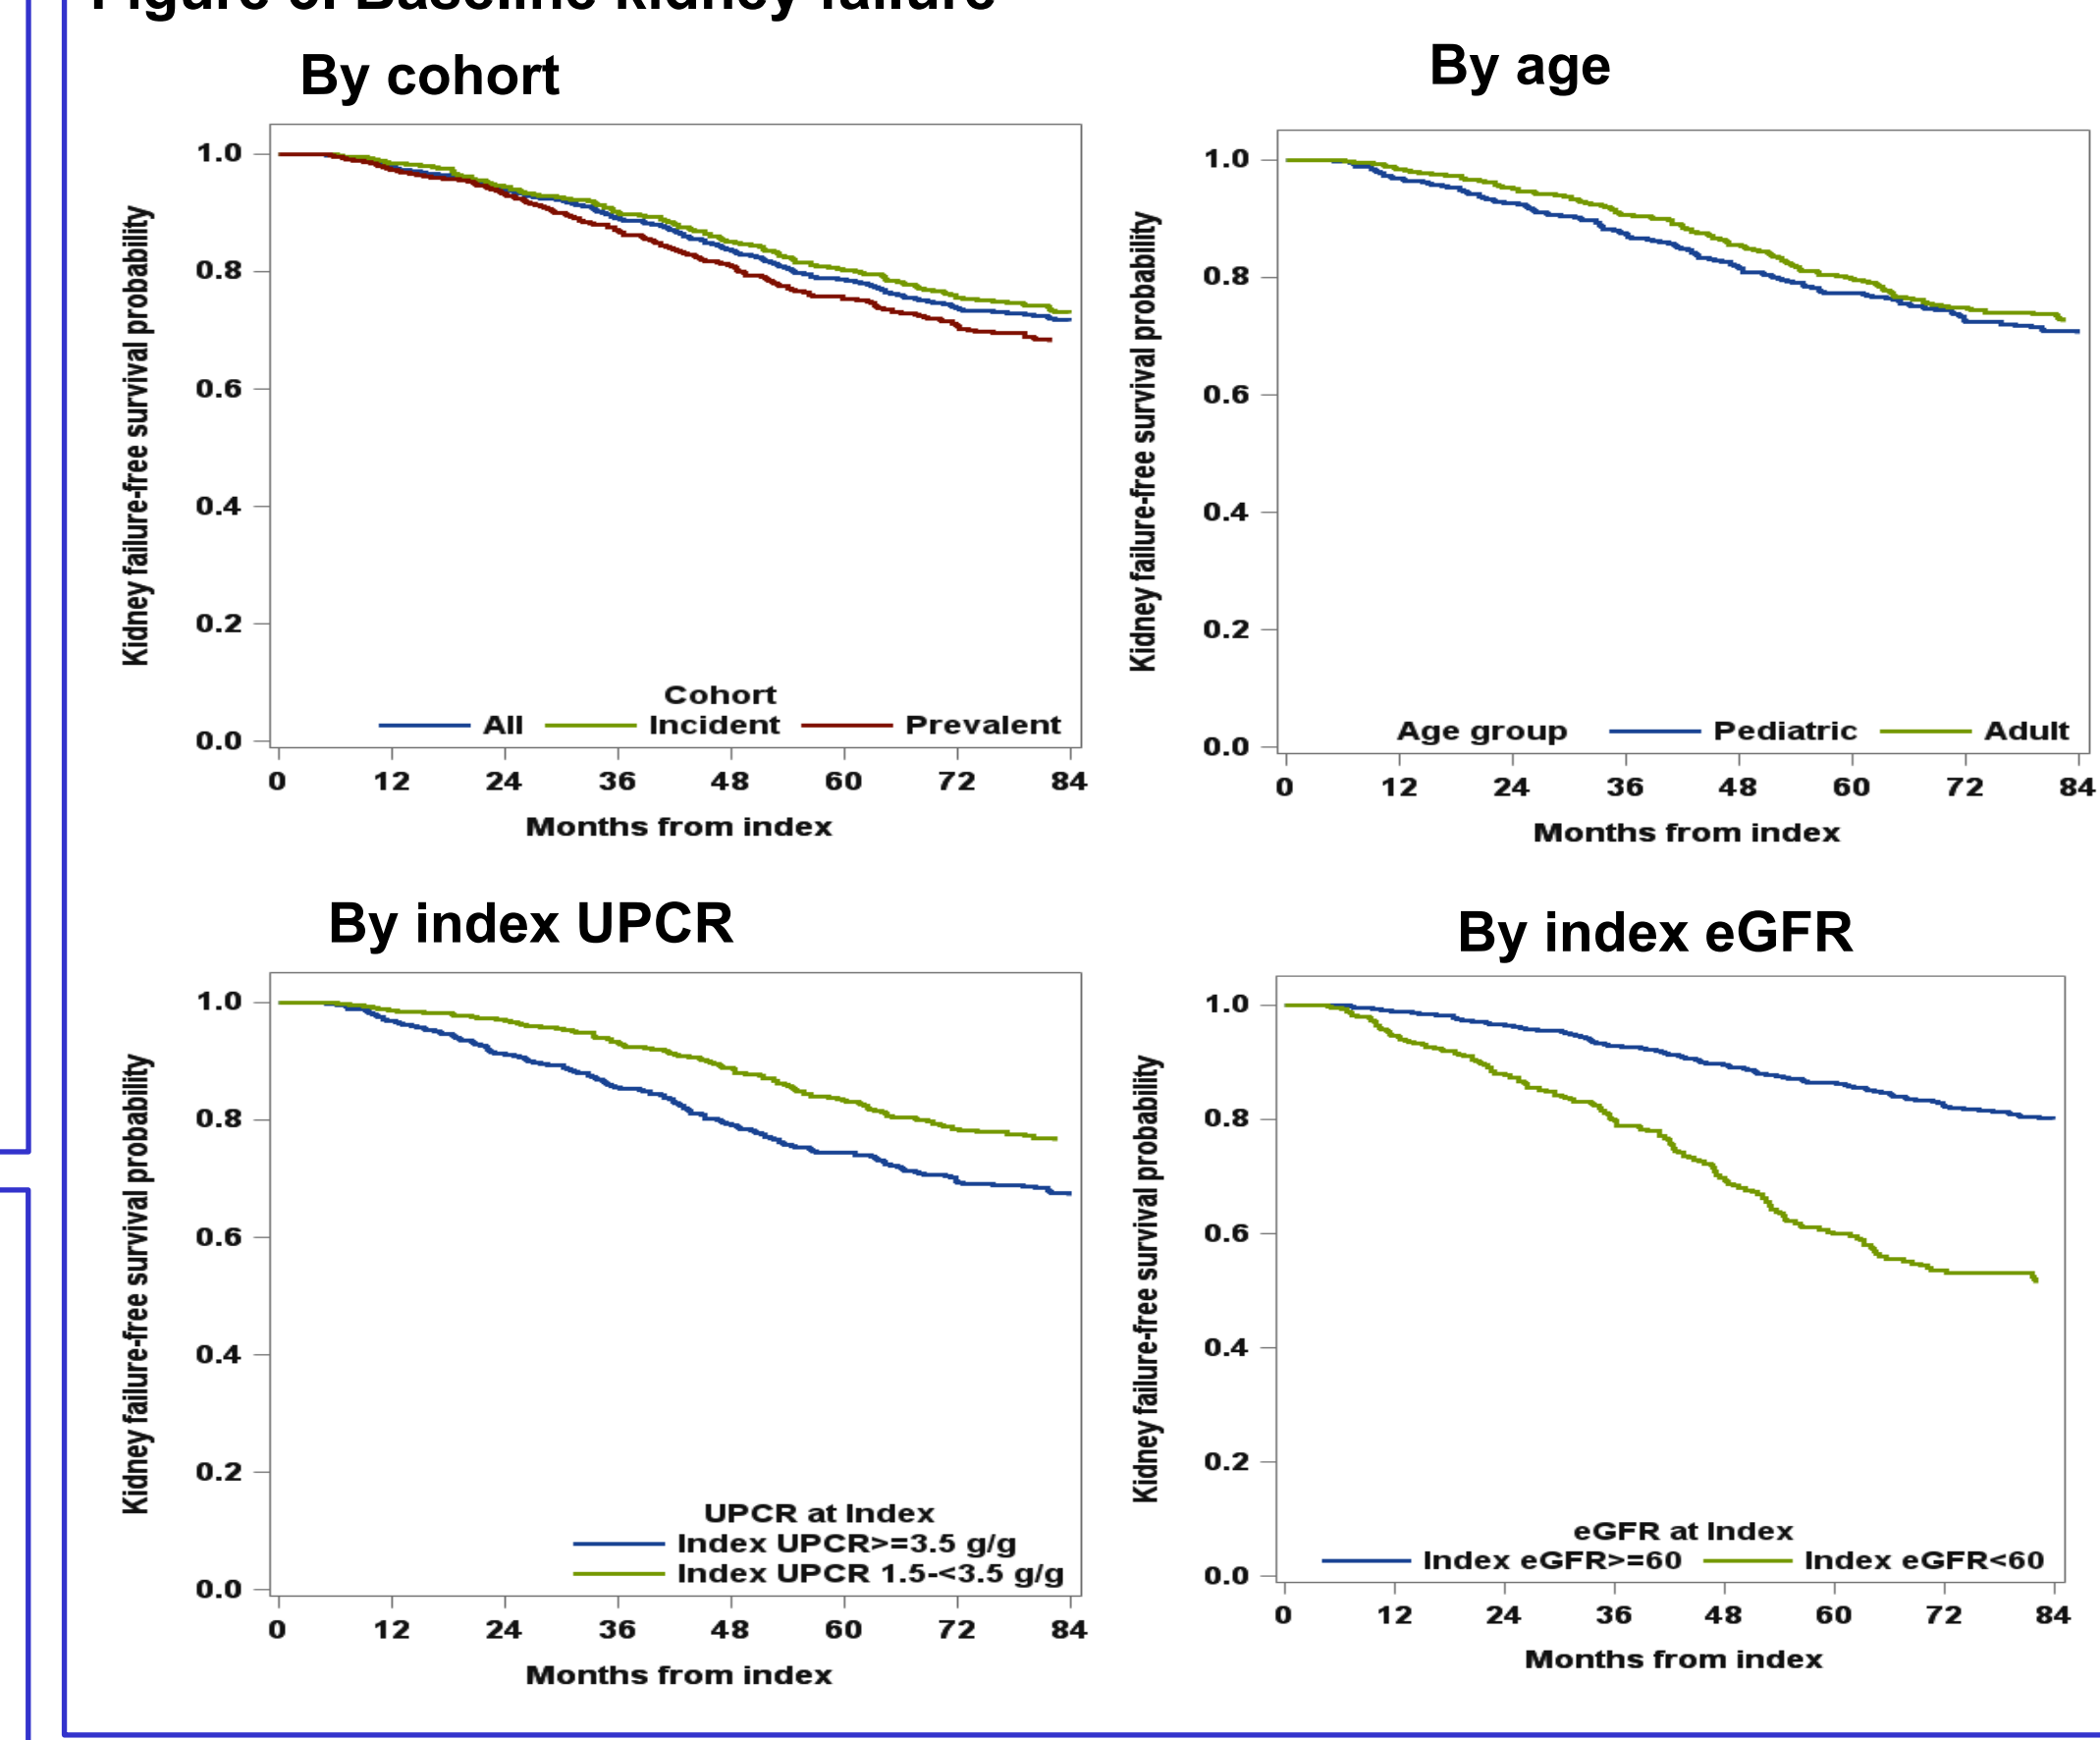 By cohort
Kidney failure-free survival probability
1.0
0.8
0.6
0.4
0.2
0.0
Cohort
All Incident Prevalent
0 12 24 36 48 60 72 84
Months from index
By age
Kidney failure-free survival probability
1.0
0.8
0.6
0.4
0.2
0.0
Age group Pediatric Adult
0 12 24 36 48 60 72 84
Months from index
By index UPCR
Kidney failure-free survival probability
1.0
0.8
0.6
0.4
0.2
0.0
UPCR at Index
Index UPCR>=3.5 g/g
Index UPCR 1.5-<3.5 g/g
0 12 24 36 48 60 72 84
Months from index
By index eGFR
Kidney failure-free survival probability
1.0
0.8
0.6
0.4
0.2
0.0
eGFR at Index
Index eGFR>=60 Index eGFR<60
0 12 24 36 48 60 72 84
Months from index